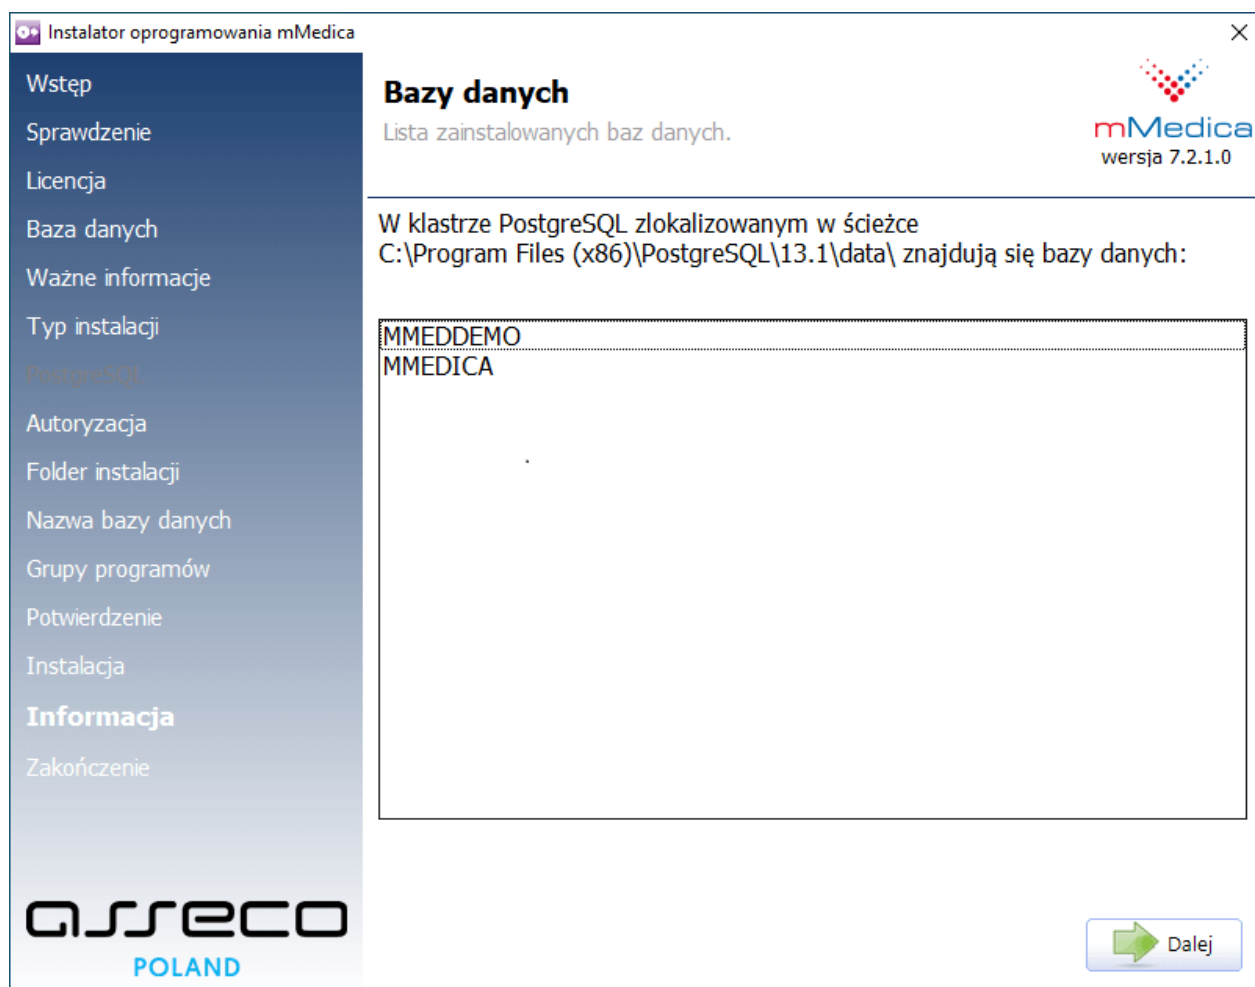 Instalator oprogramowania mMedica
Wstęp
Sprawdzenie
Licencja
Baza danych
Ważne informacje
Typ instalacji
PostgreSQL
Autoryzacja
Folder instalacji
Nazwa bazy danych
Grupy programów
Potwierdzenie
Instalacja
Informacja
Zakończenie
asseco
POLAND
Bazy danych
Lista zainstalowanych baz danych.
mMedica
wersja 7.2.1.0
W klastrze PostgreSQL zlokalizowanym w ścieżce
C:\Program Files (x86)\PostgreSQL\13.1\data\ znajdują się bazy danych:
MMEDDEMO
MMEDICA
Dalej